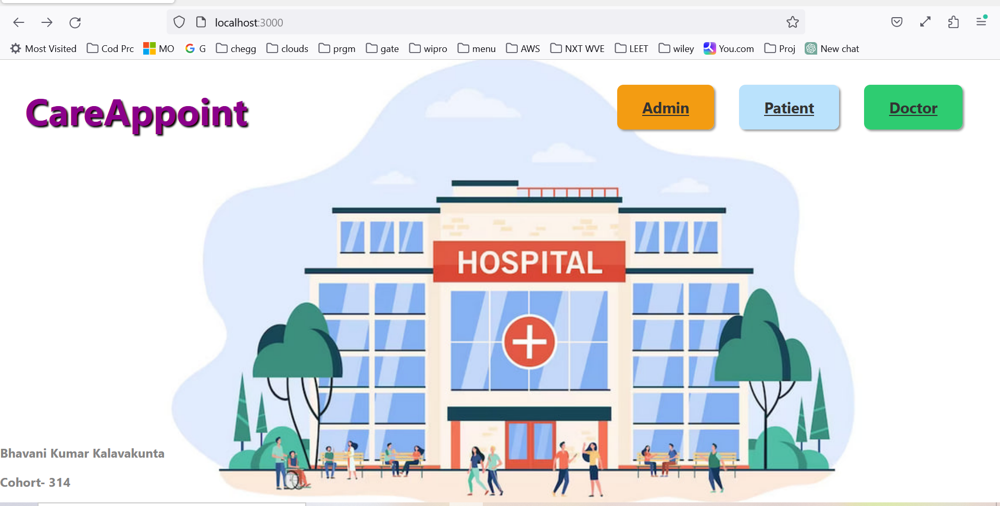 localhost:3000
Most Visited Cod Prc MO G chegg clouds prgm gate wipro menu AWS NXT WVE LEET wiley You.com Proj New chat
CareAppoint
Admin Patient Doctor
HOSPITAL
Bhavani Kumar Kalavakunta
Cohort- 314